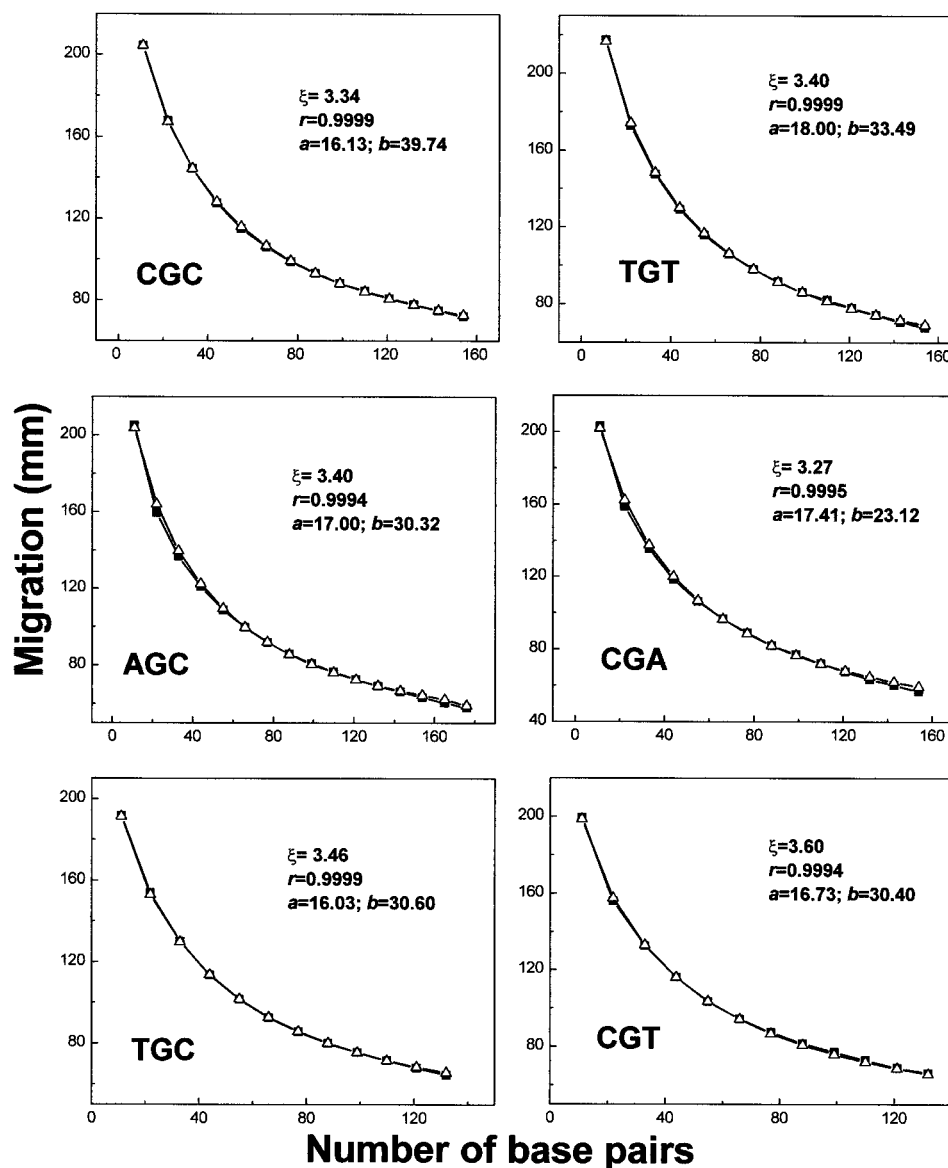 200
160
120
80
0
40
80
120
160
ξ= 3.34
r=0.9999
a=16.13; b=39.74
CGC
200
160
120
80
0
40
80
120
160
ξ= 3.40
r=0.9999
a=18.00; b=33.49
TGT
Migration (mm)
200
160
120
80
0
40
80
120
160
ξ= 3.40
r=0.9994
a=17.00; b=30.32
AGC
200
160
120
80
40
0
40
80
120
160
ξ= 3.27
r=0.9995
a=17.41; b=23.12
CGA
200
160
120
80
0
40
80
120
ξ= 3.46
r=0.9999
a=16.03; b=30.60
TGC
200
160
120
80
0
40
80
120
ξ=3.60
r=0.9994
a=16.73; b=30.40
CGT
Number of base pairs